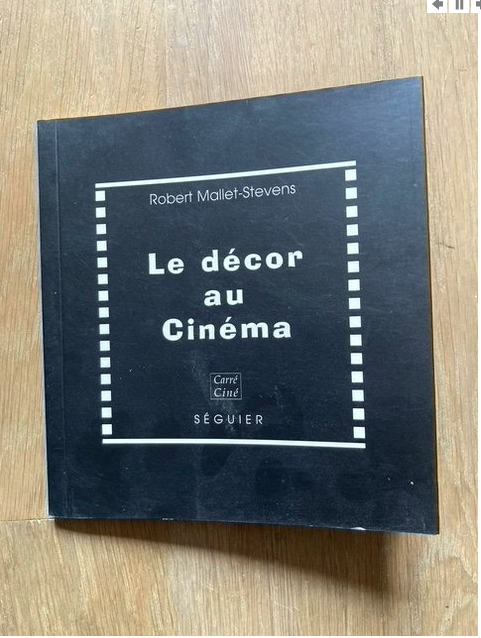 Robert Mallet-Stevens
Le décor
au
Cinéma
Carré
Ciné
SÉGUIER